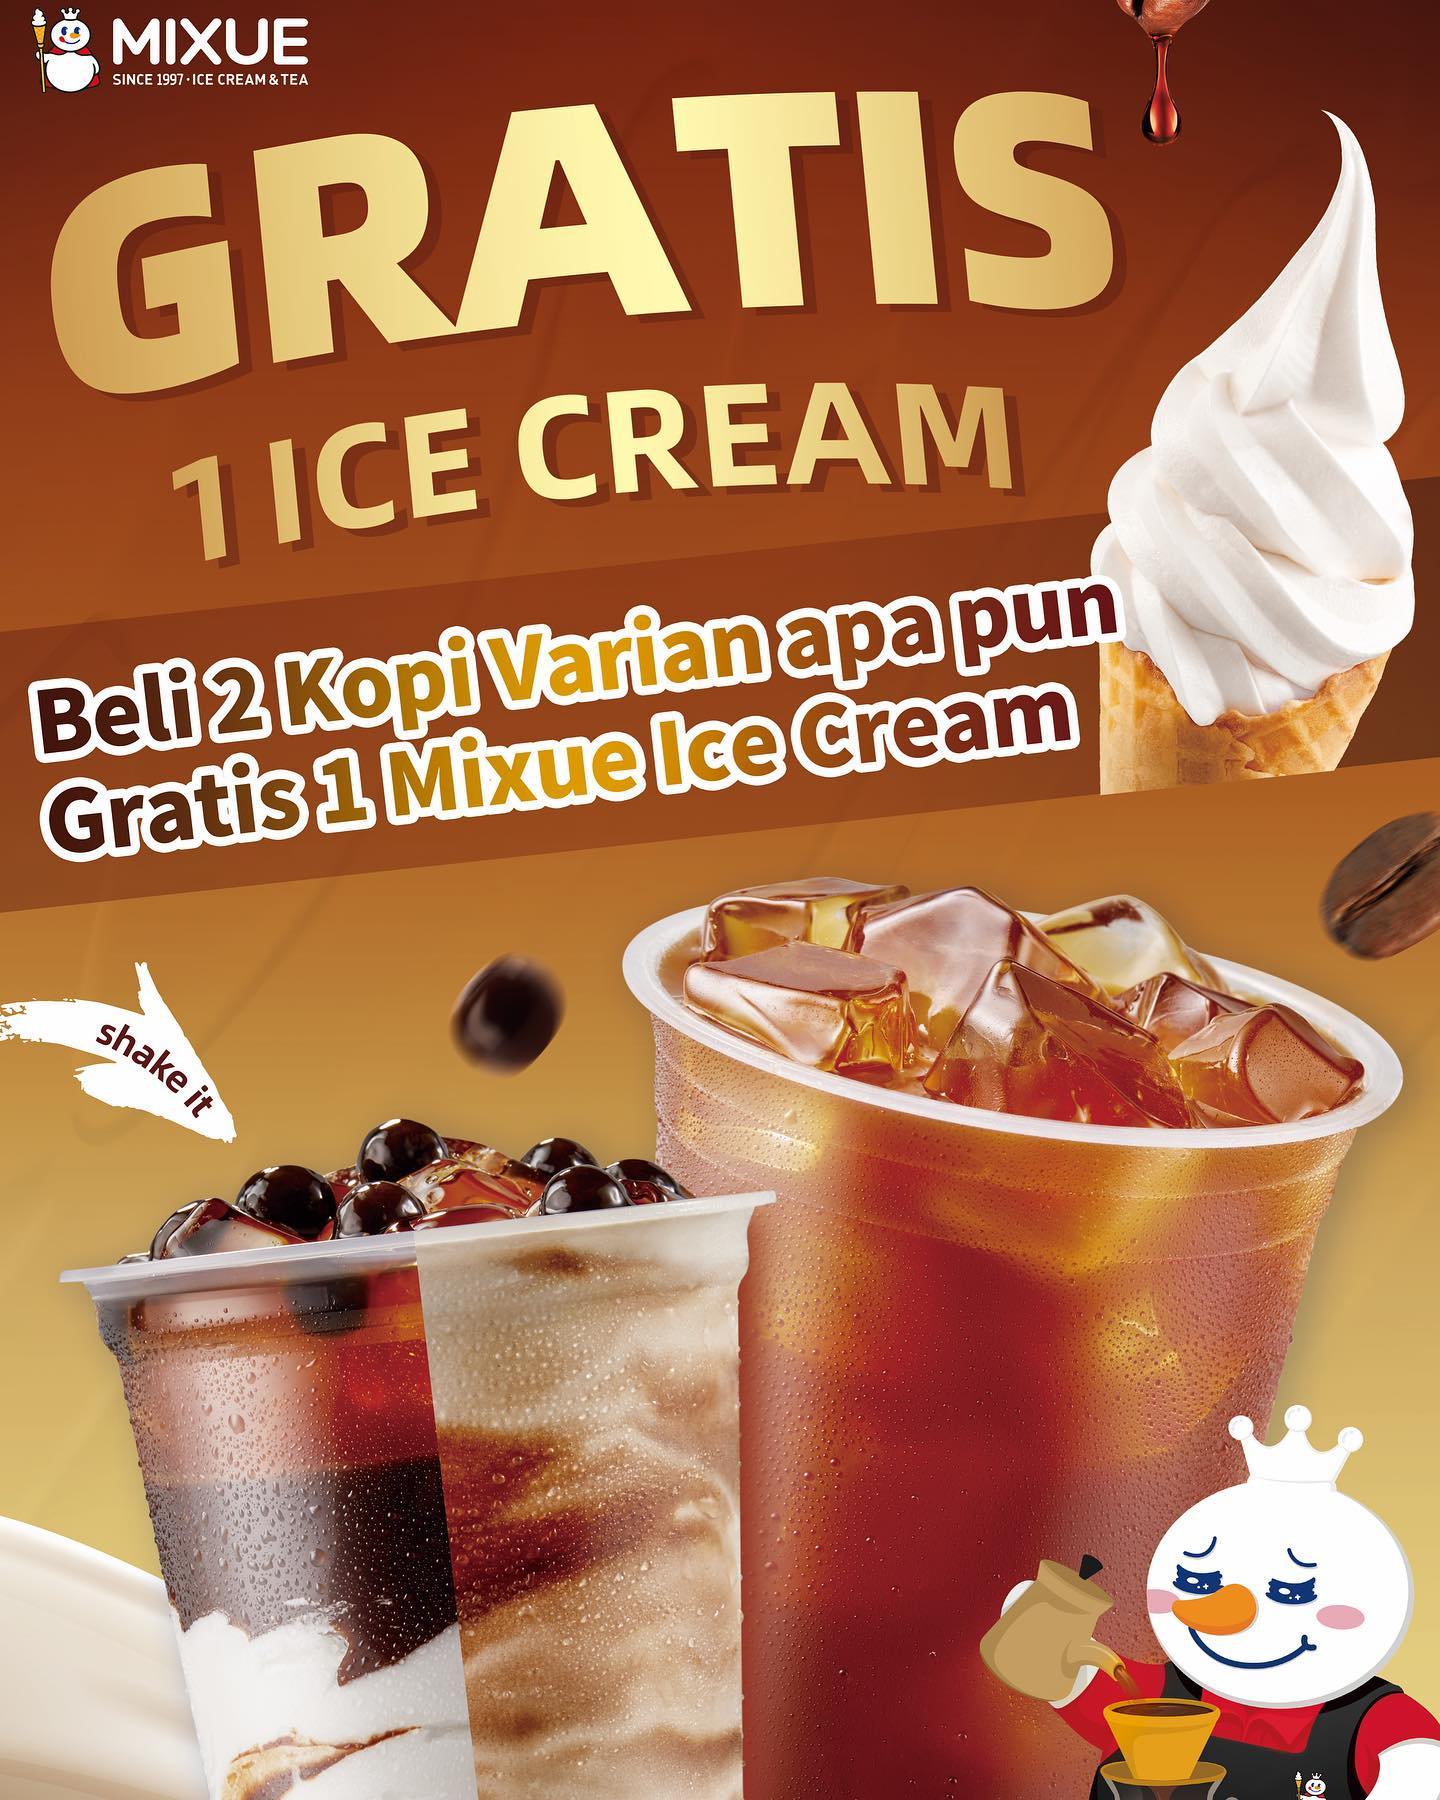 MIXUE
SINCE 1997·ICE CREAM & TEA
GRATIS
1 ICE CREAM
Beli 2 Kopi Varian apa pun
Gratis 1 Mixue Ice Cream
shake it